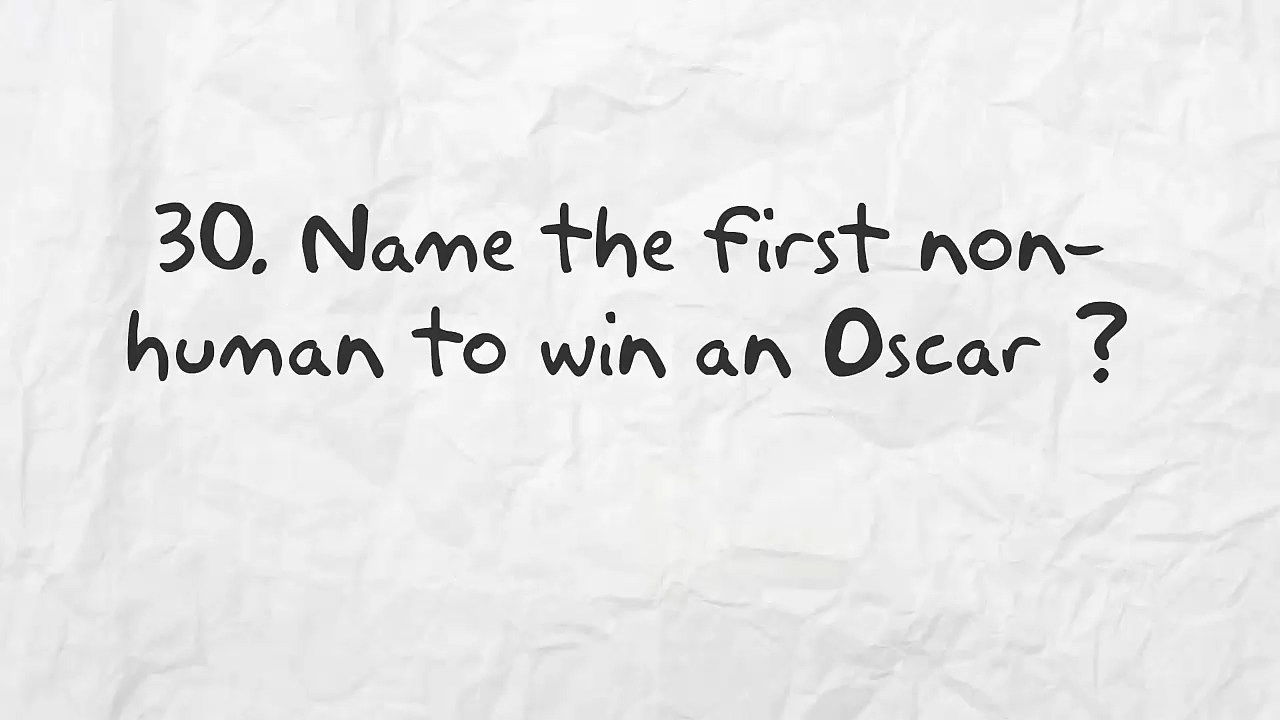 30. Name the first non-
human to win an Oscar ?